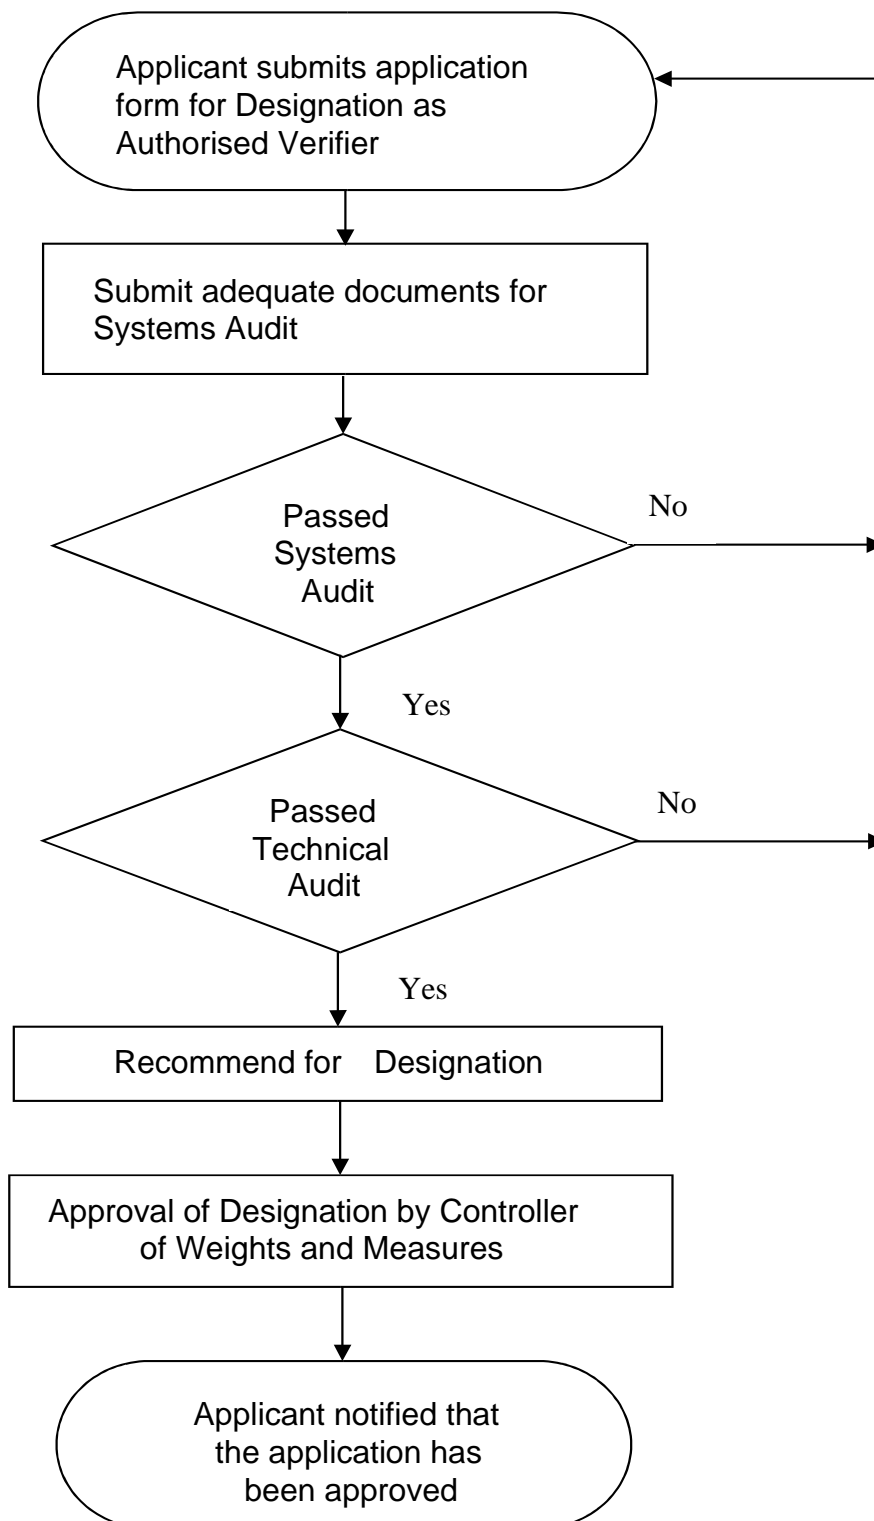 Applicant submits application
form for Designation as
Authorised Verifier
Submit adequate documents for
Systems Audit
Passed
Systems
Audit
No
Yes
Passed
Technical
Audit
No
Yes
Recommend for Designation
Approval of Designation by Controller
of Weights and Measures
Applicant notified that
the application has
been approved